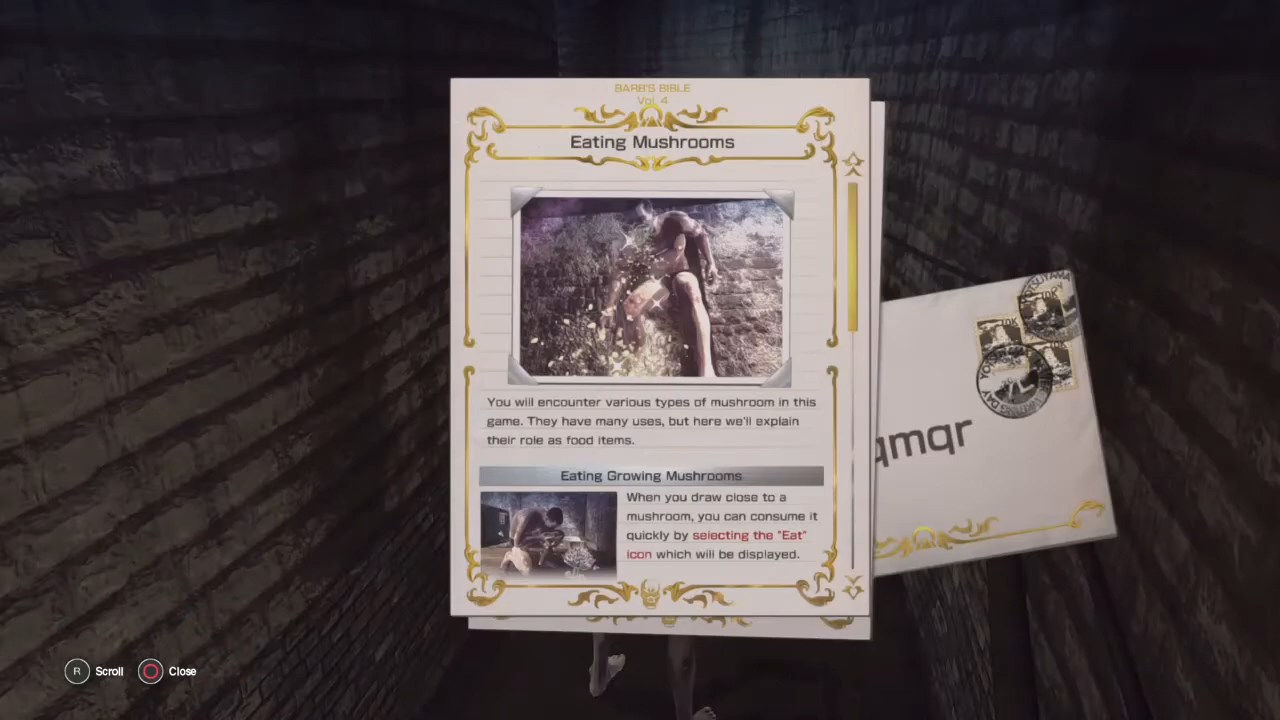 BARB'S BIBLE
Vol. 4
Eating Mushrooms
You will encounter various types of mushroom in this
game. They have many uses, but here we'll explain
their role as food items.
Eating Growing Mushrooms
When you draw close to a
mushroom, you can consume it
quickly by selecting the "Eat"
icon which will be displayed.
qmqr
R Scroll Close